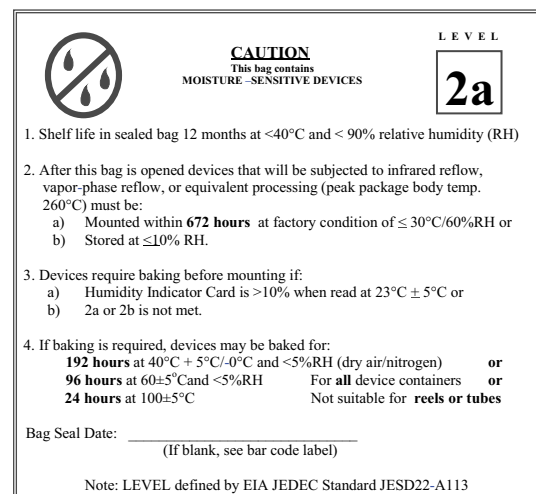 LEVEL
CAUTION
This bag contains
MOISTURE –SENSITIVE DEVICES
2a
1. Shelf life in sealed bag 12 months at <40°C and < 90% relative humidity (RH)
2. After this bag is opened devices that will be subjected to infrared reflow,
vapor-phase reflow, or equivalent processing (peak package body temp.
260°C) must be:
a) Mounted within 672 hours at factory condition of ≤ 30°C/60%RH or
b) Stored at ≤10% RH.
3. Devices require baking before mounting if:
a) Humidity Indicator Card is >10% when read at 23°C ± 5°C or
b) 2a or 2b is not met.
4. If baking is required, devices may be baked for:
192 hours at 40°C + 5°C/-0°C and <5%RH (dry air/nitrogen) or
96 hours at 60±5°Cand <5%RH For all device containers or
24 hours at 100±5°C Not suitable for reels or tubes
Bag Seal Date: ______________________________
(If blank, see bar code label)
Note: LEVEL defined by EIA JEDEC Standard JESD22-A113